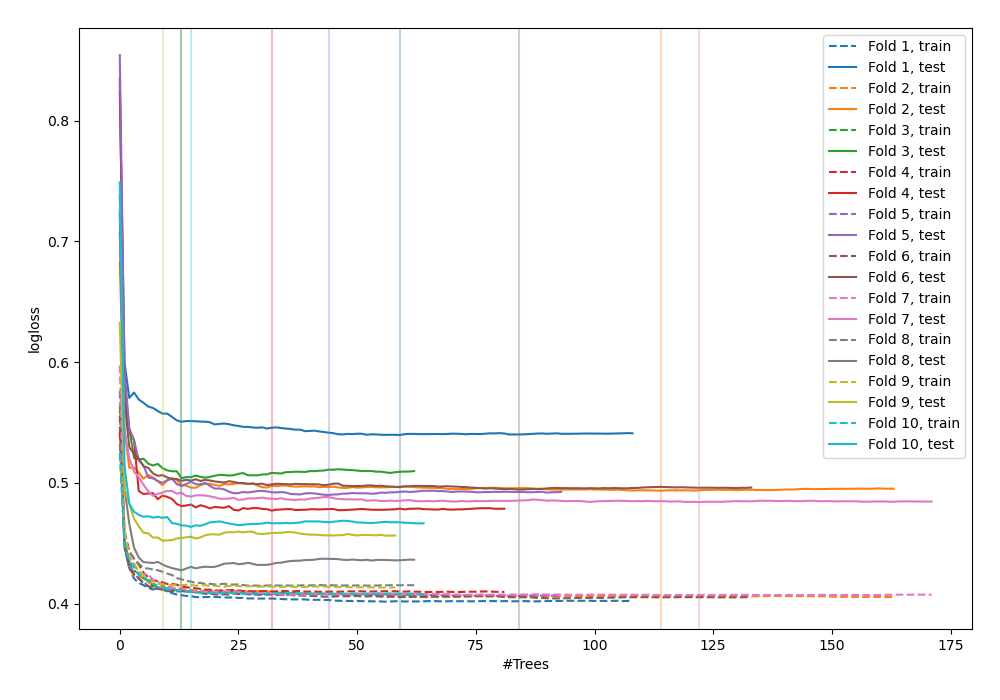 0.8
0.7
0.6
0.5
0.4
logloss
0
25
50
75
100
125
150
175
#Trees
Fold 1, train
Fold 1, test
Fold 2, train
Fold 2, test
Fold 3, train
Fold 3, test
Fold 4, train
Fold 4, test
Fold 5, train
Fold 5, test
Fold 6, train
Fold 6, test
Fold 7, train
Fold 7, test
Fold 8, train
Fold 8, test
Fold 9, train
Fold 9, test
Fold 10, train
Fold 10, test